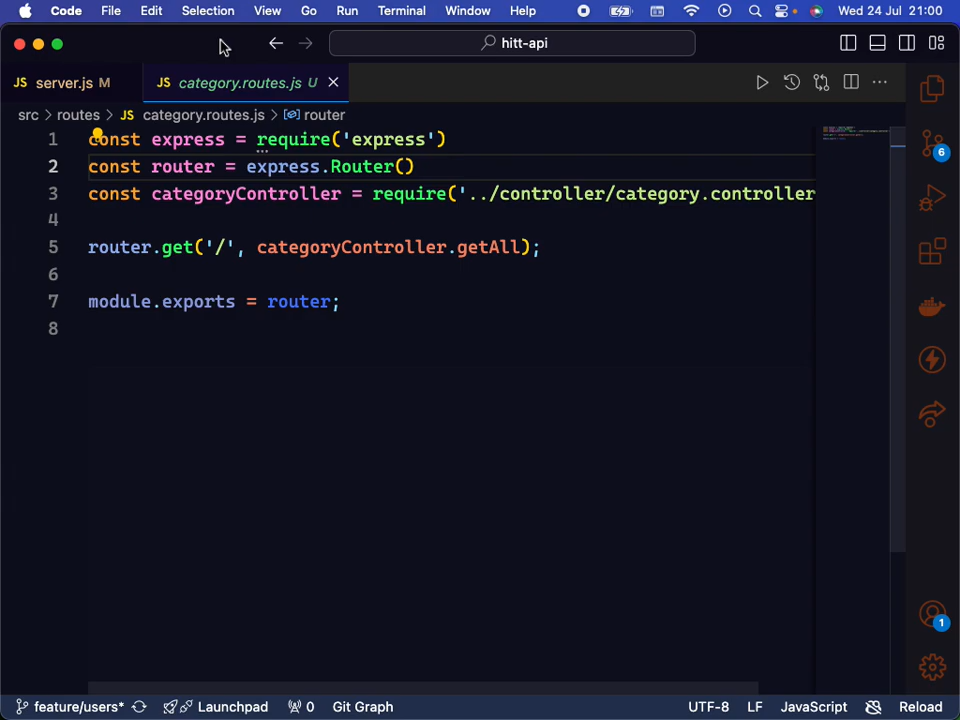 Code File Edit Selection View Go Run Terminal Window Help Wed 24 Jul 21:00
hitt-api
JS server.js M JS category.routes.js U
src > routes > JS category.routes.js > router
1 const express = require('express')
2 const router = express.Router()
3 const categoryController = require('../controller/category.controller
4
5 router.get('/', categoryController.getAll);
6
7 module.exports = router;
8
6
1
feature/users* Launchpad 0 Git Graph UTF-8 LF JavaScript Reload